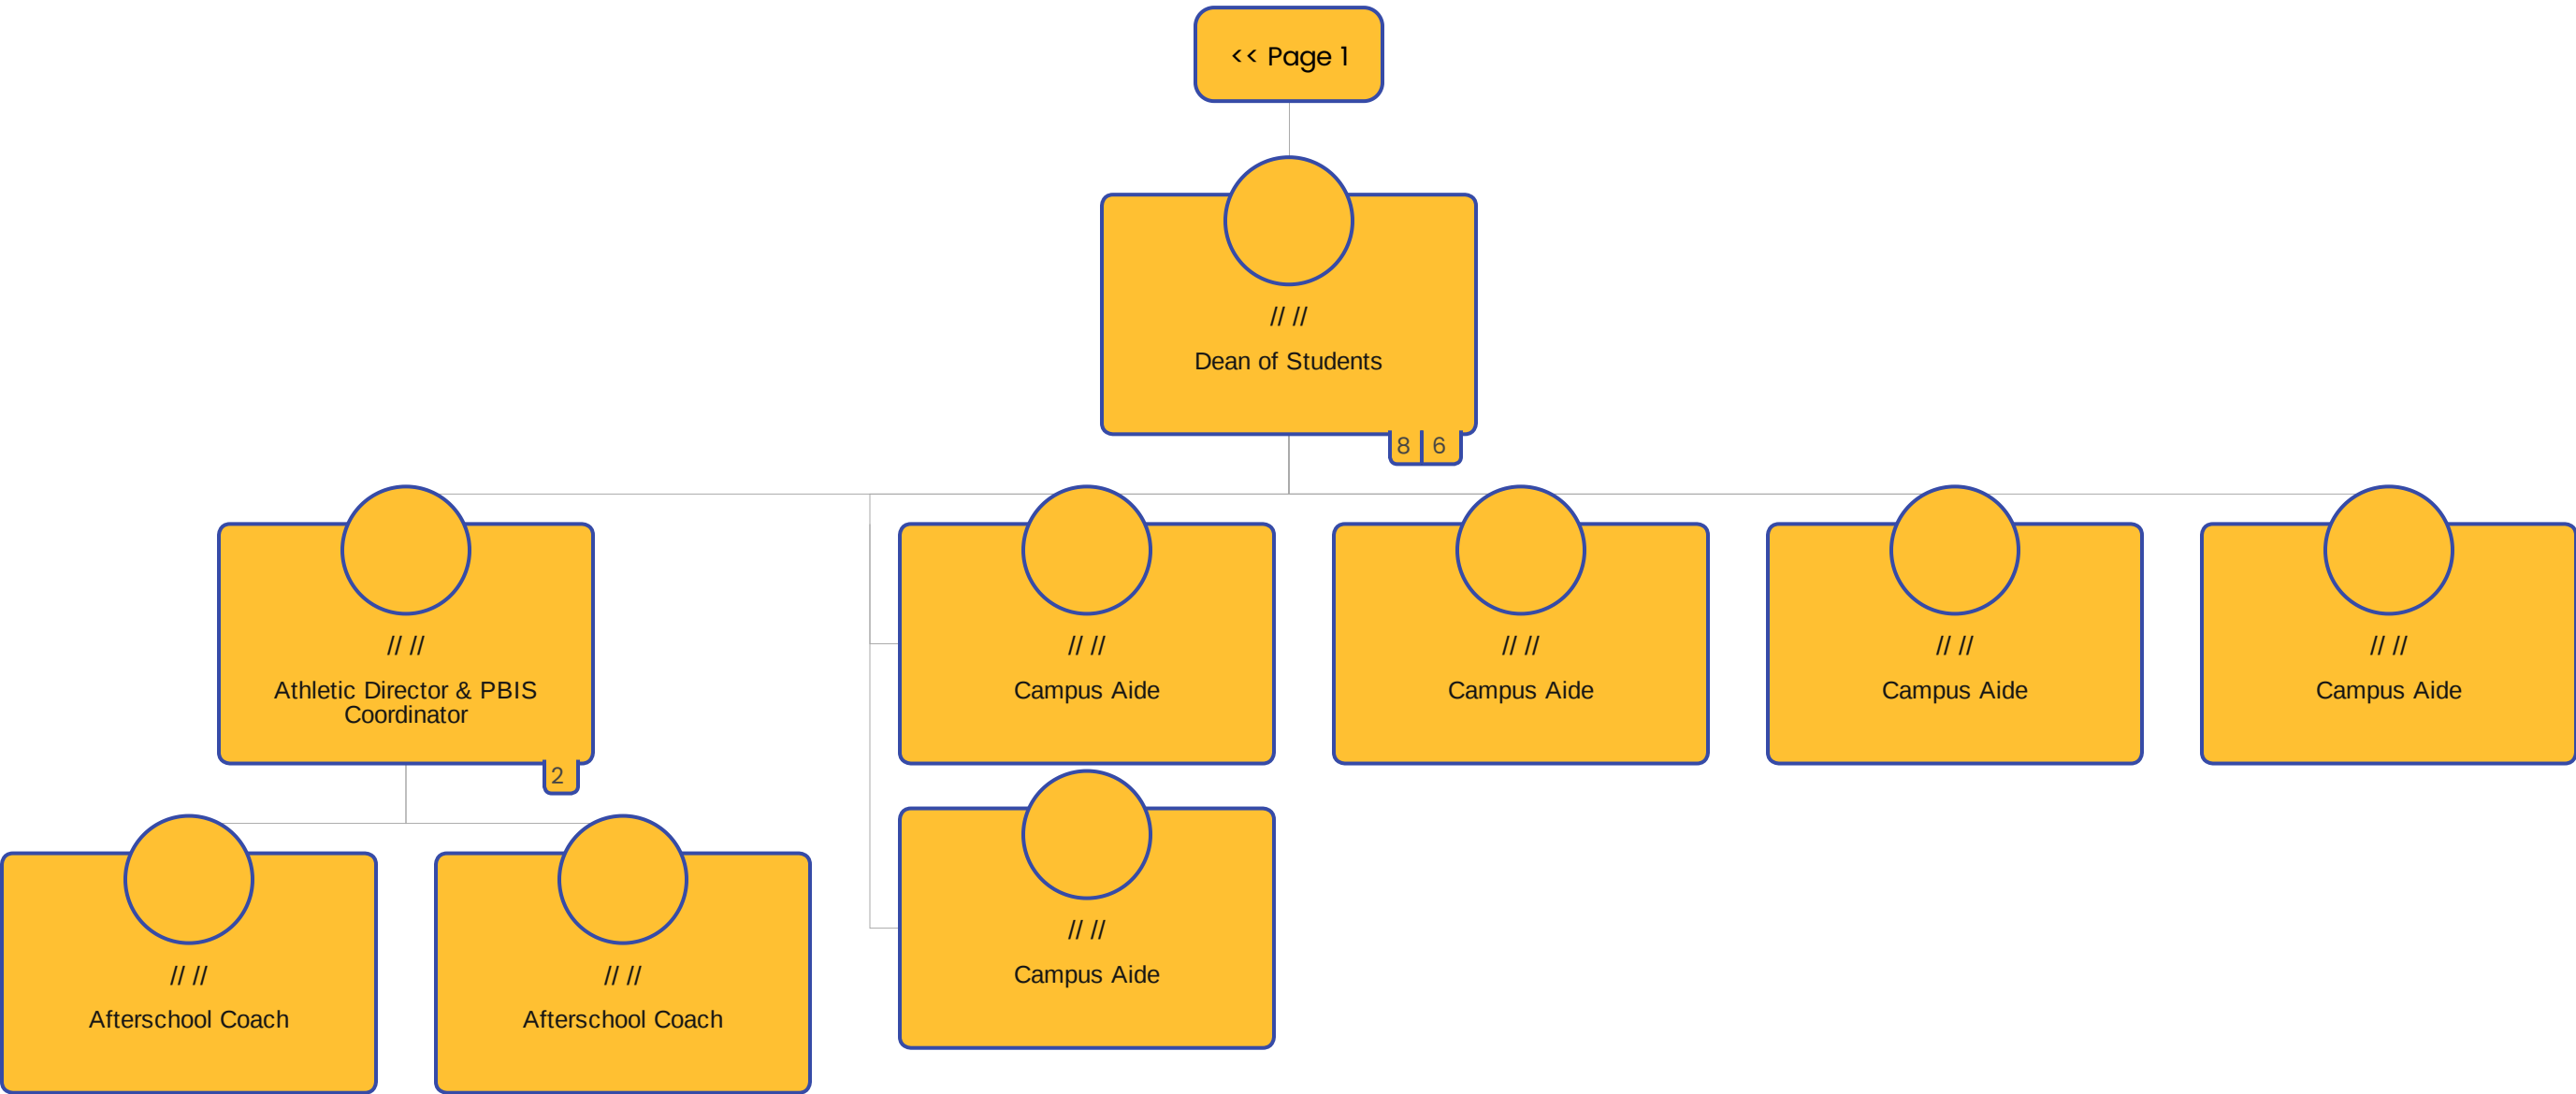 << Page 1
// //
Dean of Students
8 6
// //
Athletic Director & PBIS
Coordinator
2
// //
Campus Aide
// //
Campus Aide
// //
Campus Aide
// //
Campus Aide
// //
Afterschool Coach
// //
Afterschool Coach
// //
Campus Aide